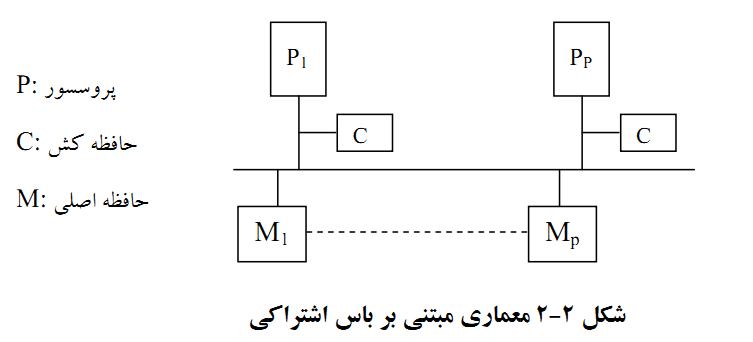 P1
PP
P: پروسسور
C
C
C: حافظه کش
M: حافظه اصلی
M1
Mp
شکل ۲-۲ معماری مبتنی بر باس اشتراکی